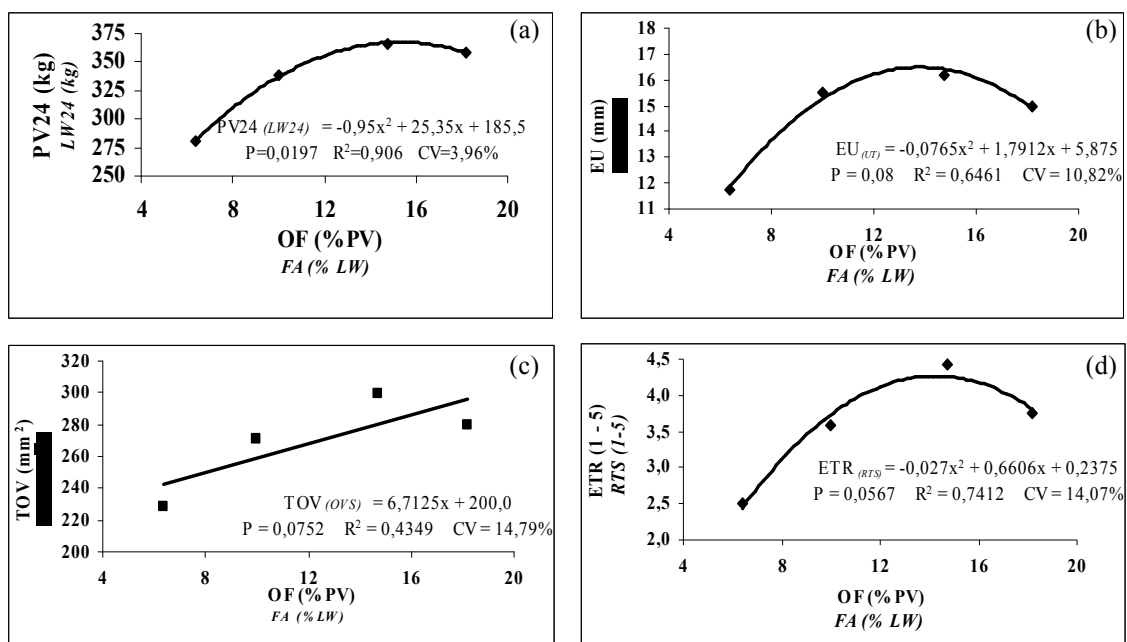 (a)
375
350
325
300
275
250
PV24 (kg)
LW24 (kg)
PV24 (LW24) = -0,95x² + 25,35x + 185,5
P=0,0197 R²=0,906 CV=3,96%
4 8 12 16 20
OF (%PV)
FA (% LW)
(b)
18
17
16
15
14
13
12
11
EU (mm)
EU (UT) = -0,0765x² + 1,7912x + 5,875
P = 0,08 R² = 0,6461 CV = 10,82%
4 8 12 16 20
OF (%PV)
FA (% LW)
(c)
320
300
280
260
240
220
200
TOV (mm²)
TOV (OVS) = 6,7125x + 200,0
P = 0,0752 R² = 0,4349 CV = 14,79%
4 8 12 16 20
OF (%PV)
FA (% LW)
(d)
4,5
4,0
3,5
3,0
2,5
2,0
ETR (1 - 5)
RTS (1-5)
ETR (RTS) = -0,027x² + 0,6606x + 0,2375
P = 0,0567 R² = 0,7412 CV = 14,07%
4 8 12 16 20
OF (%PV)
FA (% LW)